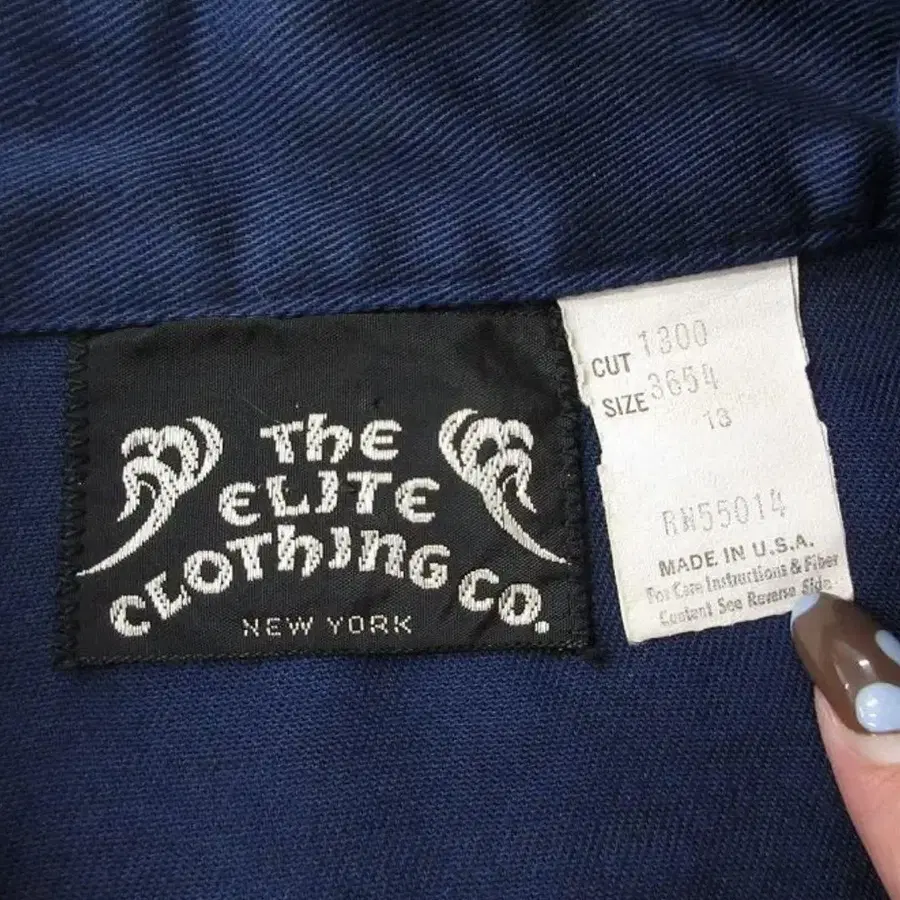 THE
ELITE
CLOTHING CO.
NEW YORK
CUT 1300
SIZE 3654
13
RN55014
MADE IN U.S.A.
For Care Instructions & Fiber
Content See Reverse Side